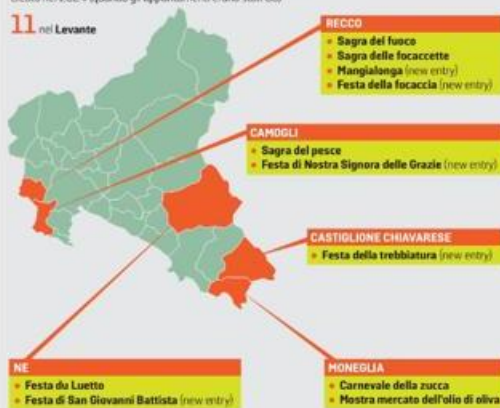 11 nel Levante
RECCO
• Sagra del fuoco
• Sagra delle focaccette
• Mangialonga (new entry)
• Festa della focaccia (new entry)
CAMOGLI
• Sagra del pesce
• Festa di Nostra Signora delle Grazie (new entry)
CASTIGLIONE CHIAVARESE
• Festa della trebbiatura (new entry)
NE
• Festa du Luetto
• Festa di San Giovanni Battista (new entry)
MONEGLIA
• Carnevale della zucca
• Mostra mercato dell'olio di oliva